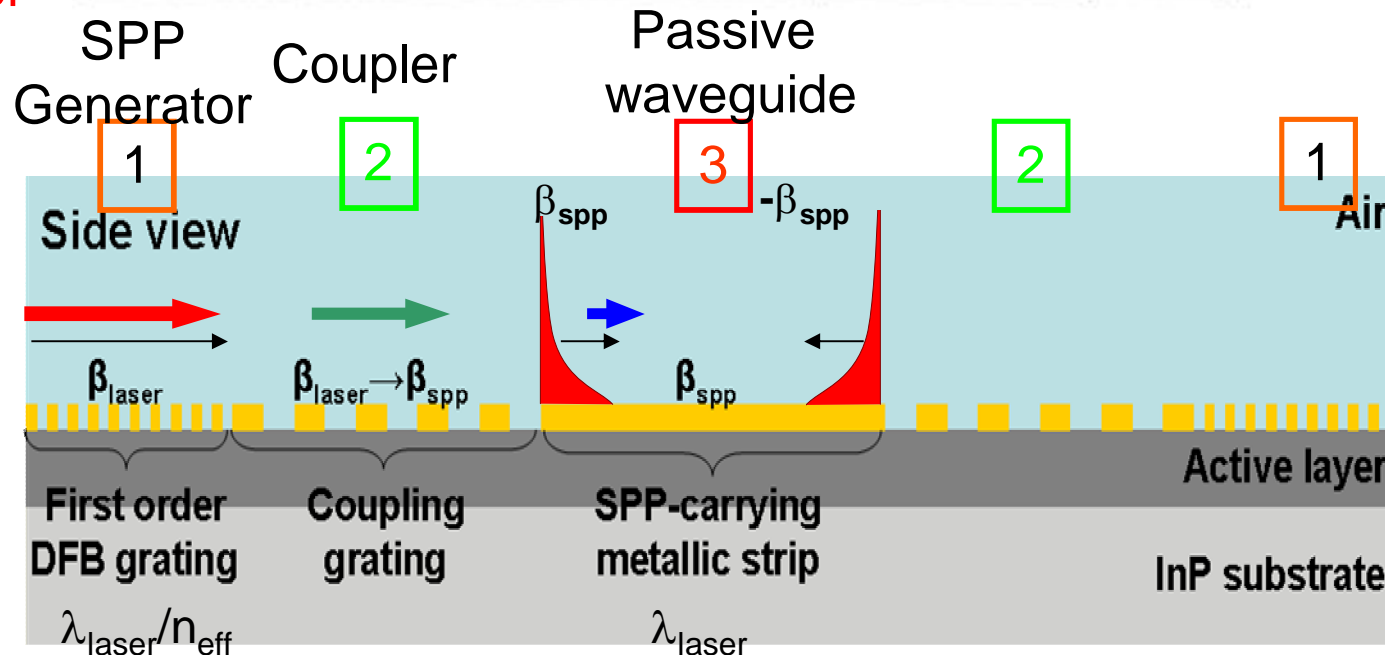 SPP
Generator
Coupler
Passive
waveguide
1
2
3
2
1
βspp
-βspp
Air
Side view
βlaser
βlaser→βspp
βspp
Active layer
First order
DFB grating
Coupling
grating
SPP-carrying
metallic strip
InP substrate
λlaser/neff
λlaser